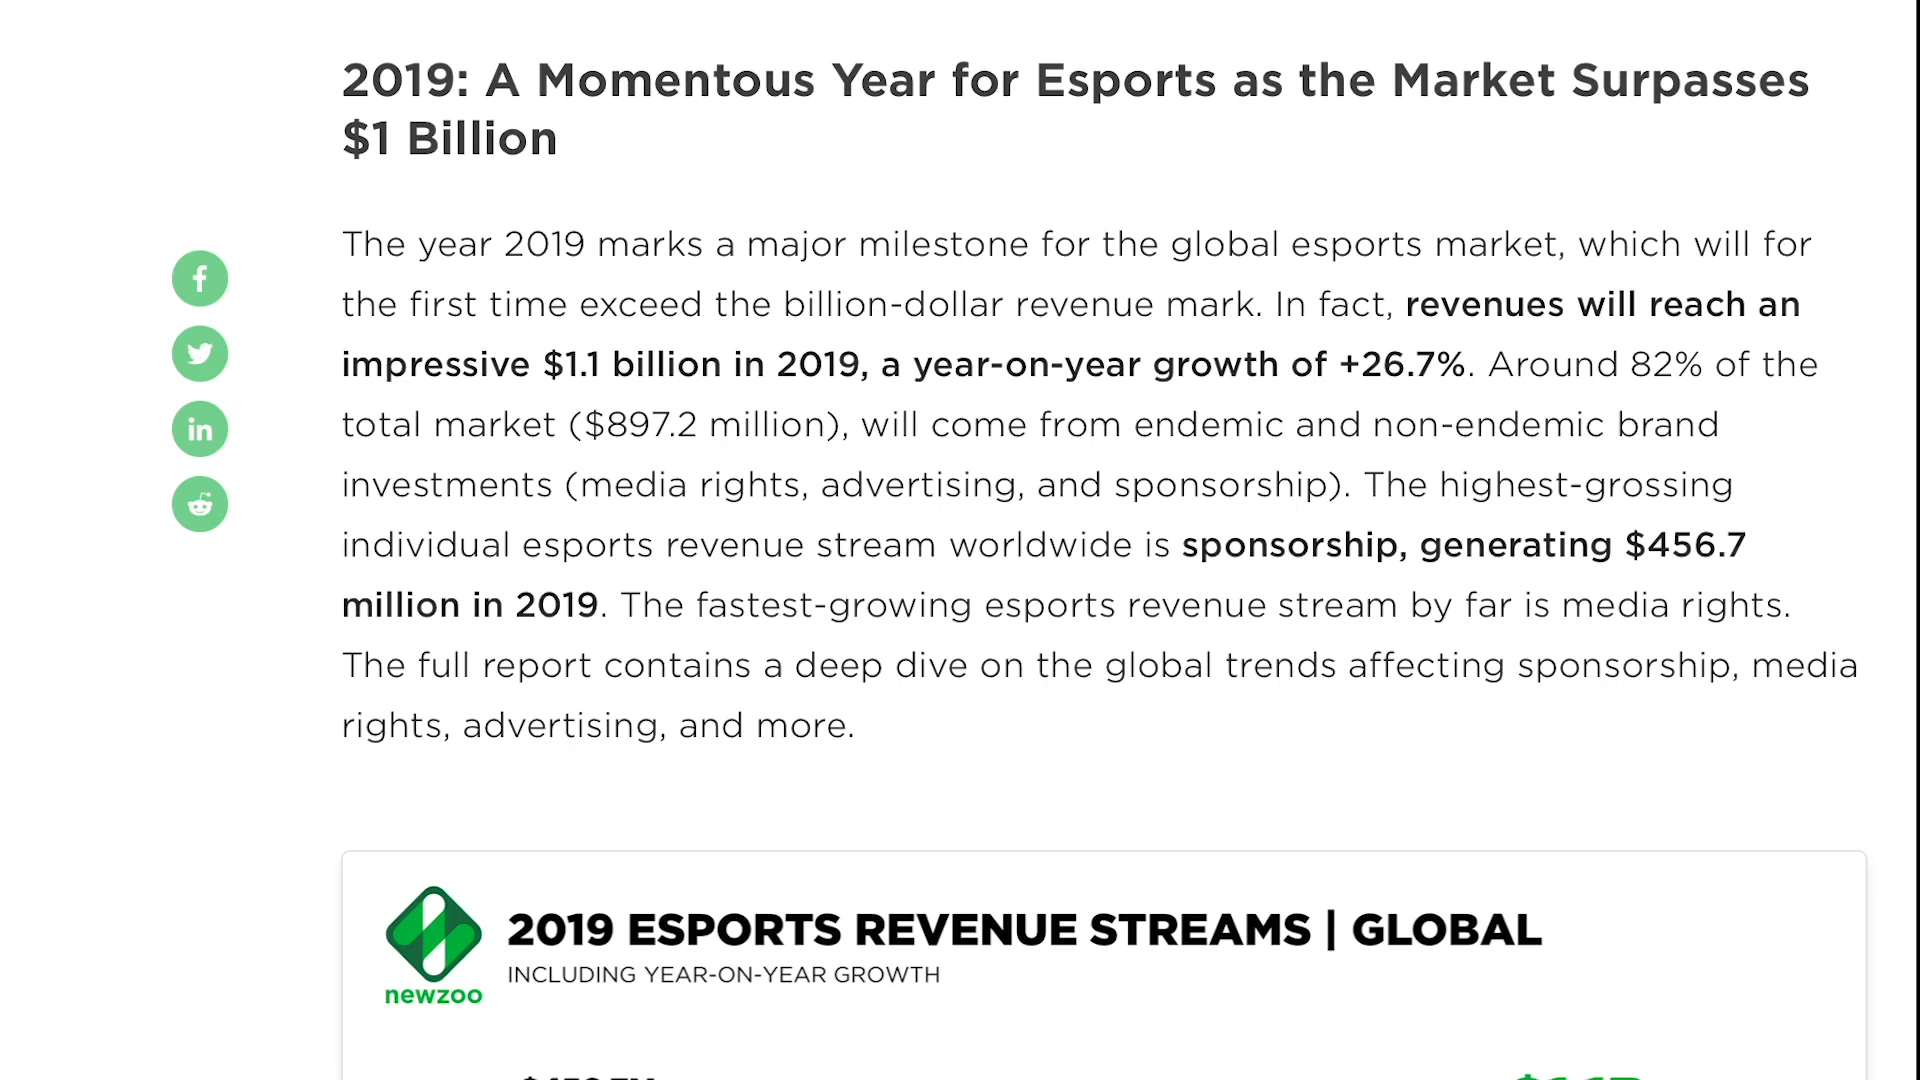 2019: A Momentous Year for Esports as the Market Surpasses
$1 Billion
The year 2019 marks a major milestone for the global esports market, which will for
the first time exceed the billion-dollar revenue mark. In fact, revenues will reach an
impressive $1.1 billion in 2019, a year-on-year growth of +26.7%. Around 82% of the
total market ($897.2 million), will come from endemic and non-endemic brand
investments (media rights, advertising, and sponsorship). The highest-grossing
individual esports revenue stream worldwide is sponsorship, generating $456.7
million in 2019. The fastest-growing esports revenue stream by far is media rights.
The full report contains a deep dive on the global trends affecting sponsorship, media
rights, advertising, and more.
2019 ESPORTS REVENUE STREAMS | GLOBAL
INCLUDING YEAR-ON-YEAR GROWTH
newzoo